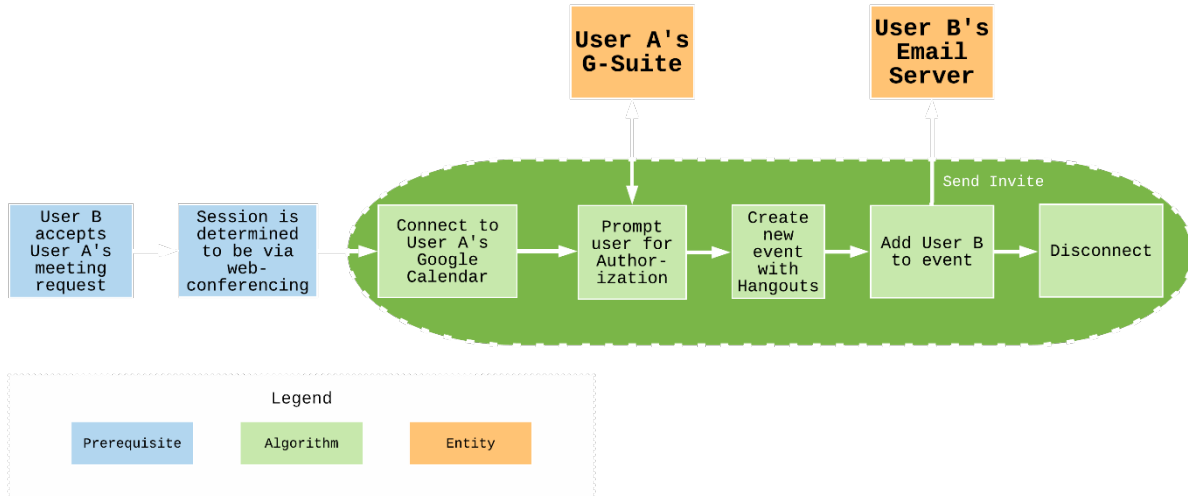 User A's
G-Suite
User B's
Email
Server
Send Invite
User B
accepts
User A's
meeting
request
Session is
determined
to be via
web-
conferencing
Connect to
User A's
Google
Calendar
Prompt
user for
Author-
ization
Create
new
event
with
Hangouts
Add User B
to event
Disconnect
Legend
Prerequisite
Algorithm
Entity